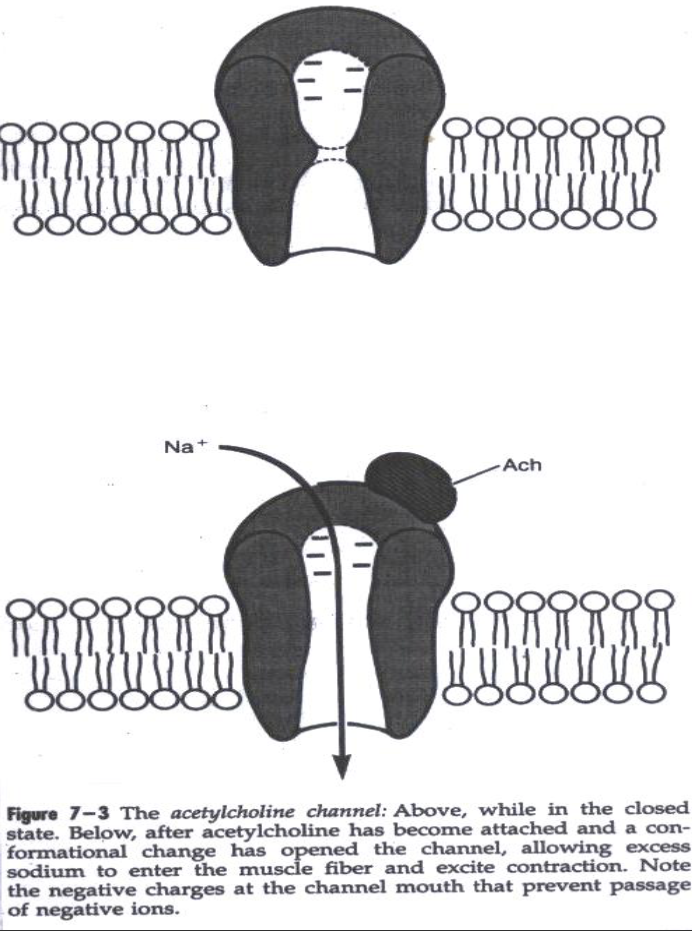 Na+
Ach
Figure 7–3 The acetylcholine channel: Above, while in the closed
state. Below, after acetylcholine has become attached and a con-
formational change has opened the channel, allowing excess
sodium to enter the muscle fiber and excite contraction. Note
the negative charges at the channel mouth that prevent passage
of negative ions.